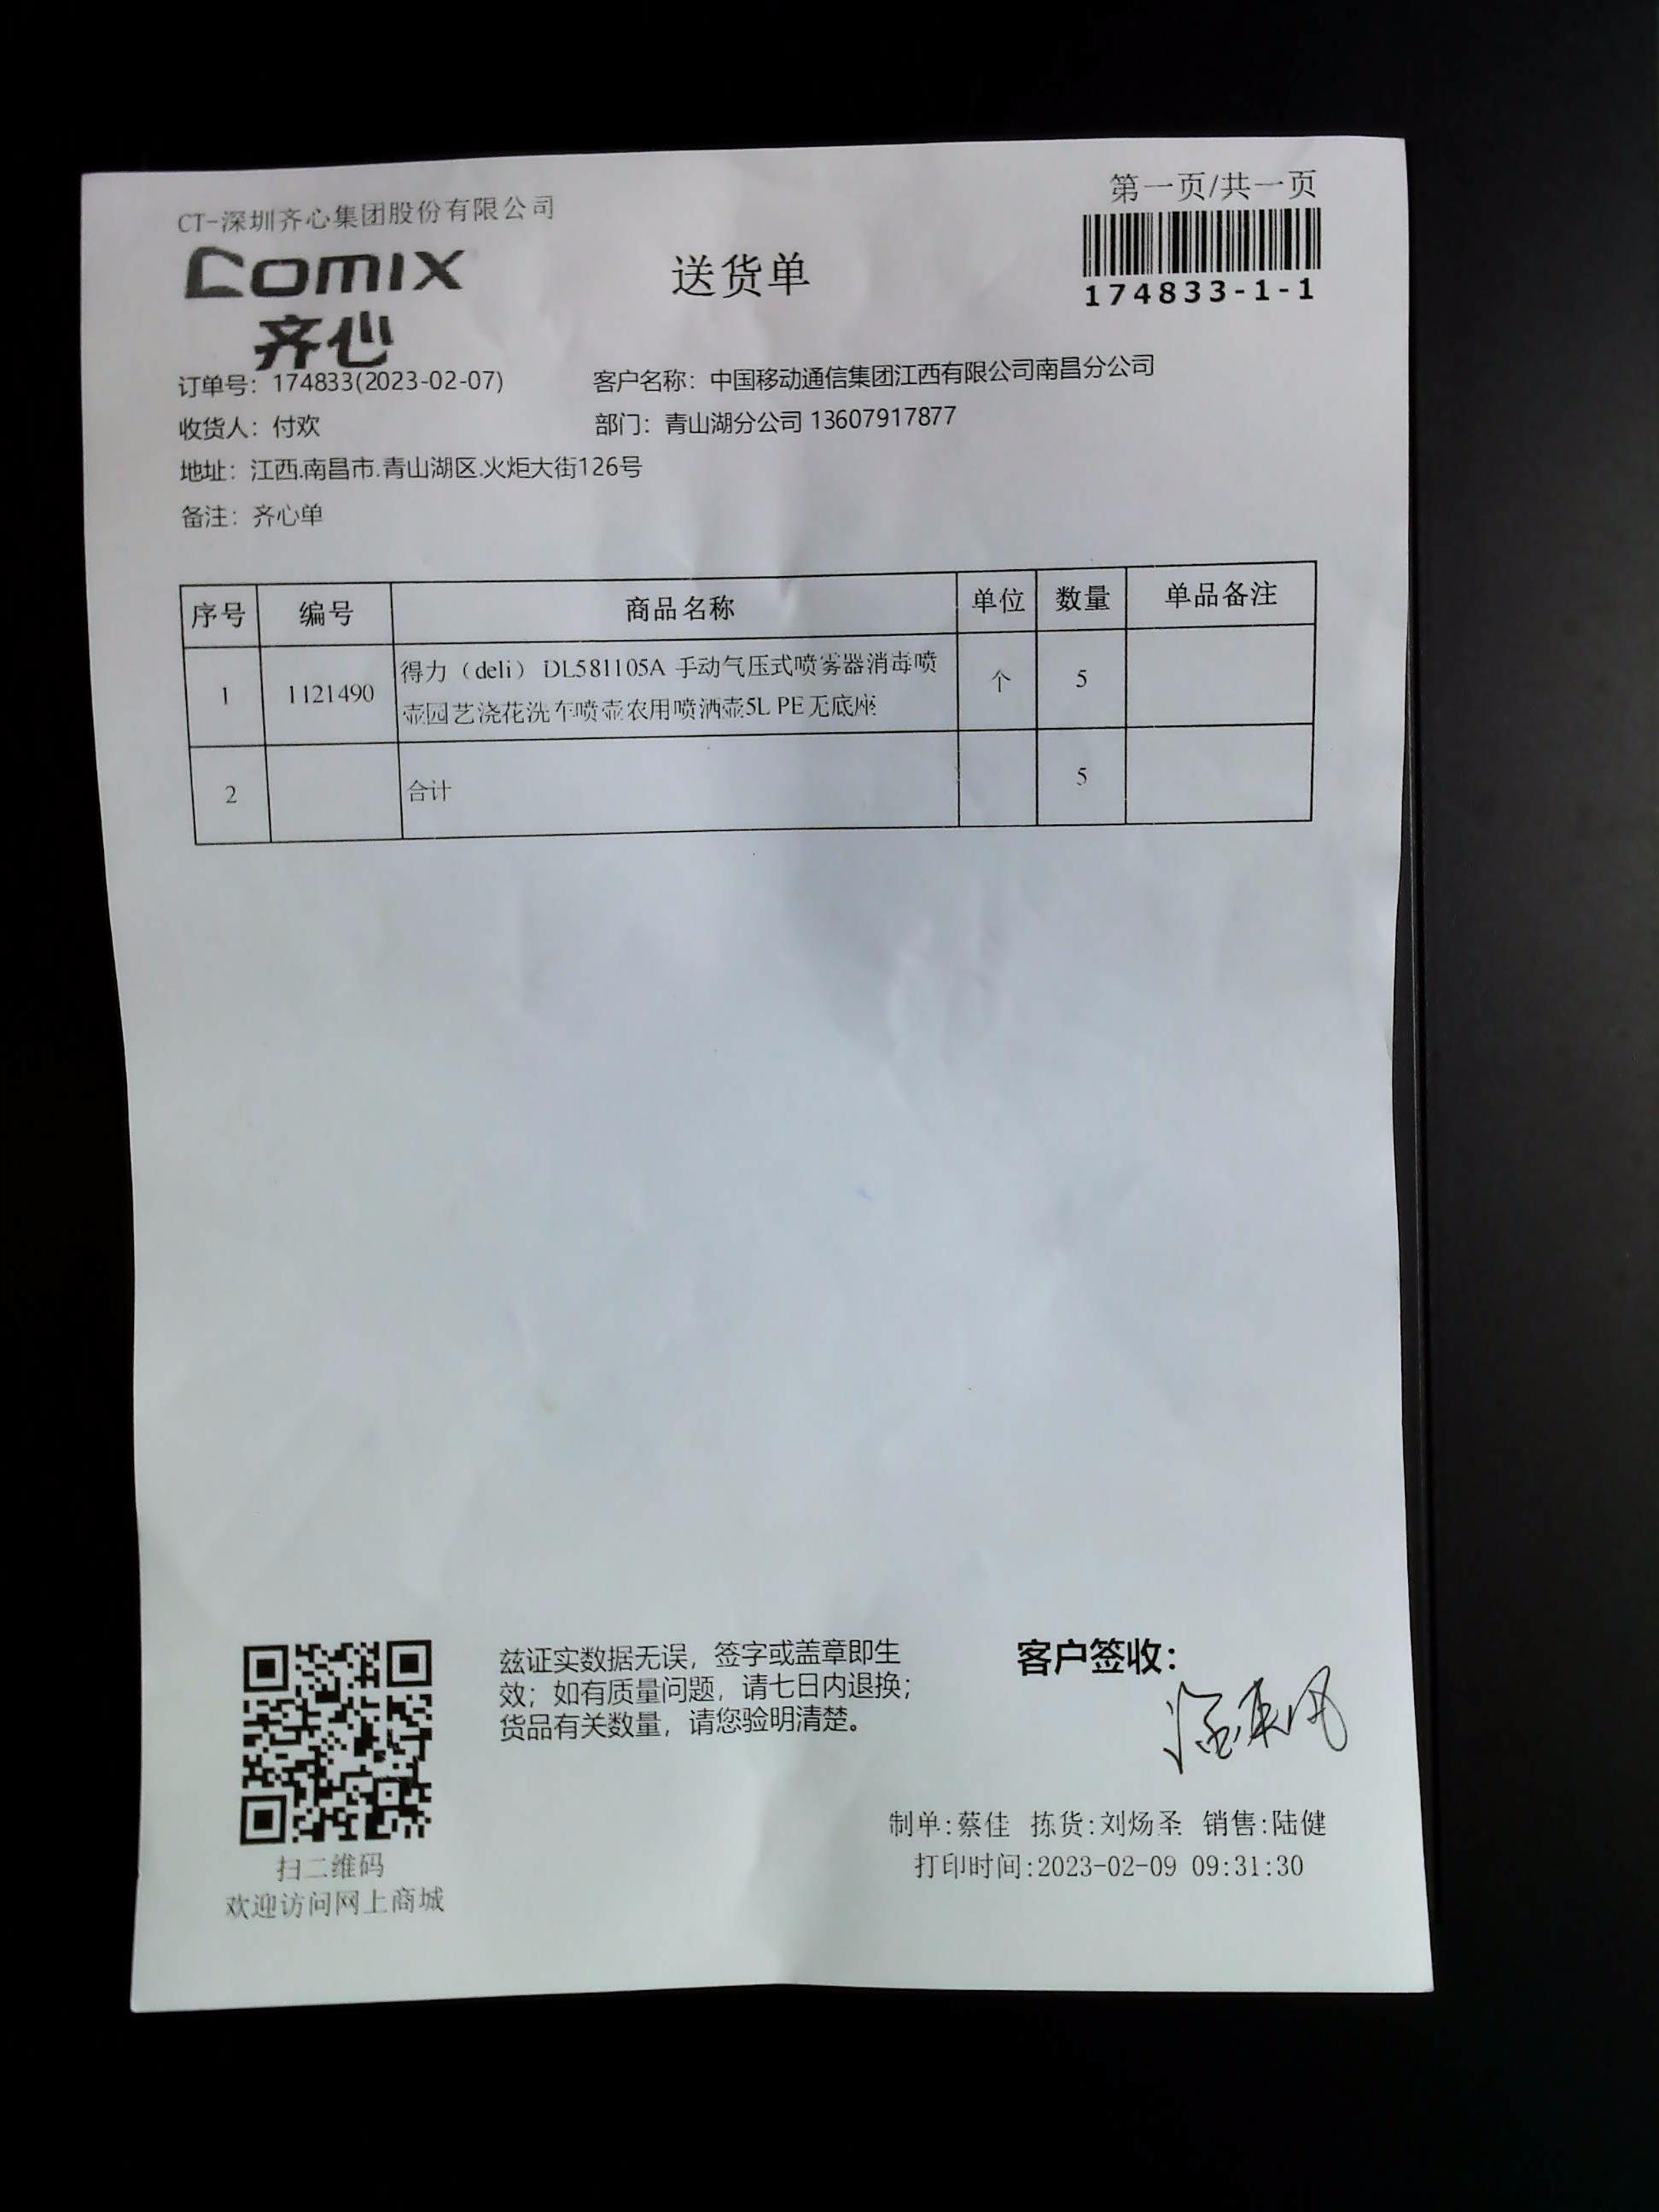 第一页/共一页
CT-深圳齐心集团股份有限公司
comix
齐心
送货单
174833-1-1
订单号：174833(2023-02-07)
客户名称：中国移动通信集团江西有限公司南昌分公司
收货人：付欢
部门：青山湖分公司 13607917877
地址：江西.南昌市.青山湖区.火炬大街126号
备注：齐心单
序号 编号 商品名称 单位 数量 单品备注
1 1121490 得力（deli）DL581105A 手动气压式喷雾器消毒喷 个 5
壶园艺浇花洗车喷壶农用喷洒壶5L PE无底座
2 合计 5
兹证实数据无误，签字或盖章即生
效；如有质量问题，请七日内退换；
货品有关数量，请您验明清楚。
客户签收：
制单:蔡佳 拣货:刘炀圣 销售:陆健
打印时间:2023-02-09 09:31:30
扫二维码
欢迎访问网上商城